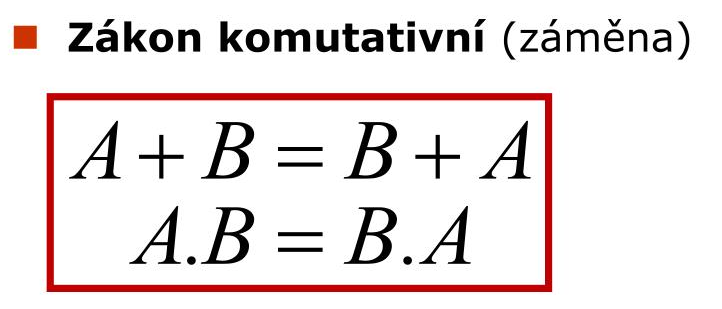 Zákon komutativní (záměna)
A + B = B + A
A.B = B.A